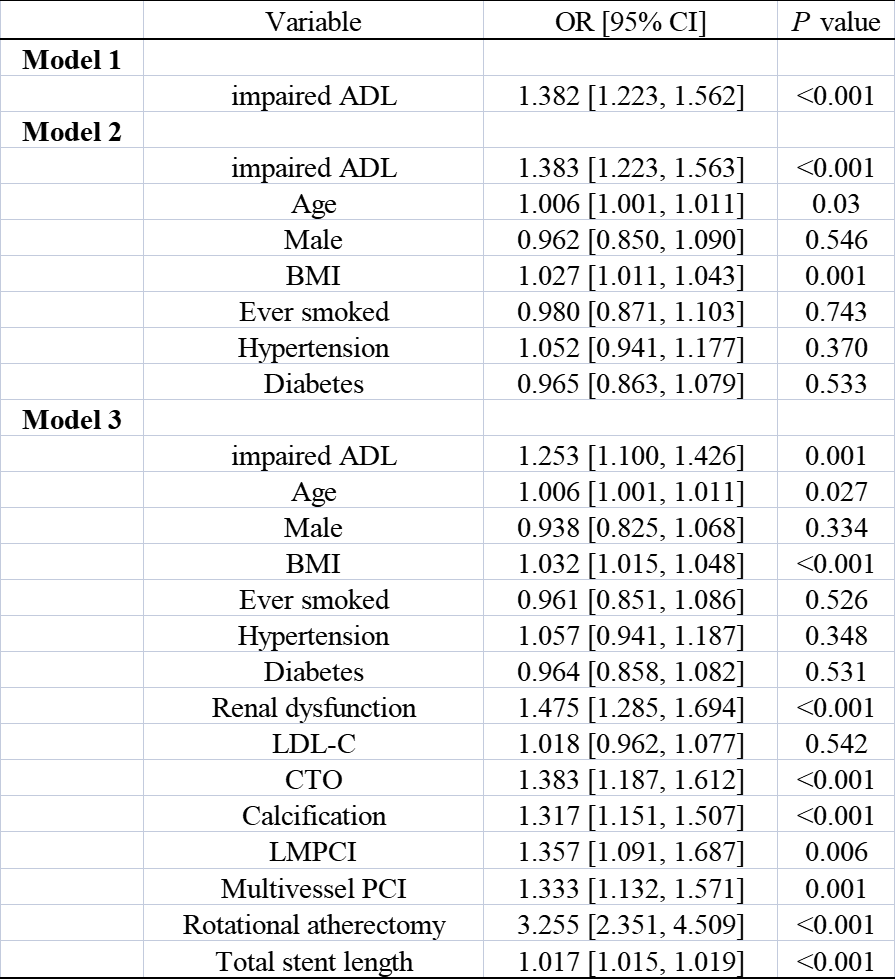 Variable OR [95% CI] P value
Model 1
impaired ADL 1.382 [1.223, 1.562] <0.001
Model 2
impaired ADL 1.383 [1.223, 1.563] <0.001
Age 1.006 [1.001, 1.011] 0.03
Male 0.962 [0.850, 1.090] 0.546
BMI 1.027 [1.011, 1.043] 0.001
Ever smoked 0.980 [0.871, 1.103] 0.743
Hypertension 1.052 [0.941, 1.177] 0.370
Diabetes 0.965 [0.863, 1.079] 0.533
Model 3
impaired ADL 1.253 [1.100, 1.426] 0.001
Age 1.006 [1.001, 1.011] 0.027
Male 0.938 [0.825, 1.068] 0.334
BMI 1.032 [1.015, 1.048] <0.001
Ever smoked 0.961 [0.851, 1.086] 0.526
Hypertension 1.057 [0.941, 1.187] 0.348
Diabetes 0.964 [0.858, 1.082] 0.531
Renal dysfunction 1.475 [1.285, 1.694] <0.001
LDL-C 1.018 [0.962, 1.077] 0.542
CTO 1.383 [1.187, 1.612] <0.001
Calcification 1.317 [1.151, 1.507] <0.001
LMPCI 1.357 [1.091, 1.687] 0.006
Multivessel PCI 1.333 [1.132, 1.571] 0.001
Rotational atherectomy 3.255 [2.351, 4.509] <0.001
Total stent length 1.017 [1.015, 1.019] <0.001